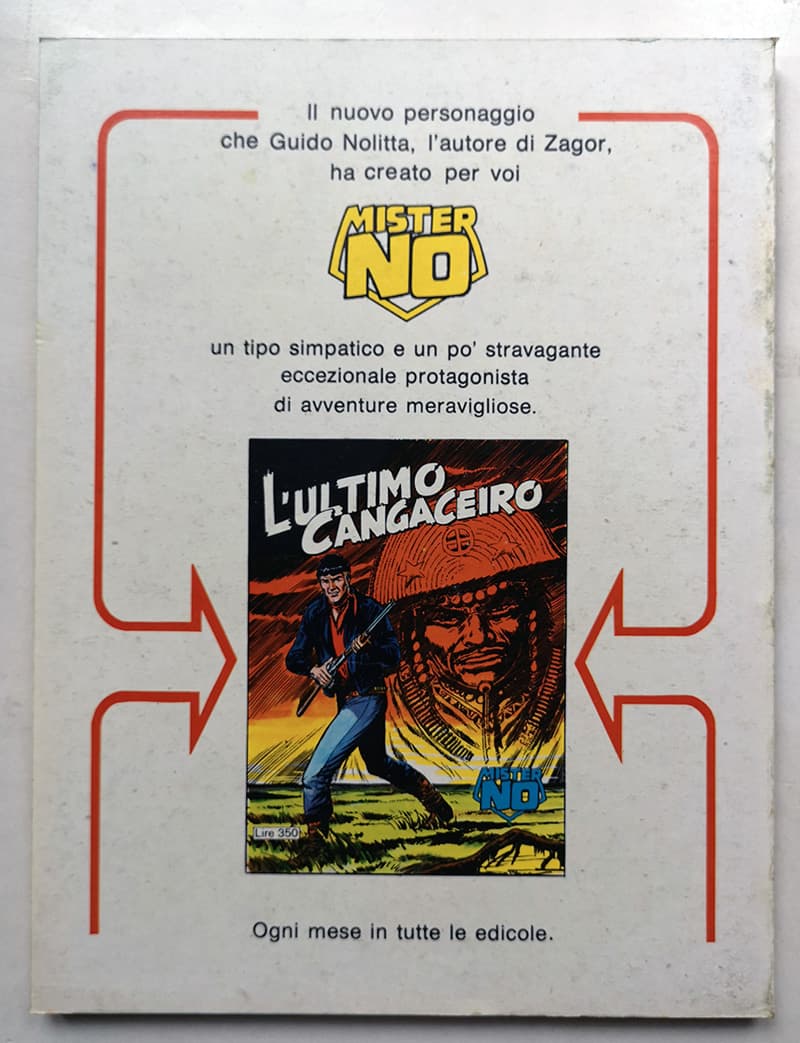 Il nuovo personaggio
che Guido Nolitta, l'autore di Zagor,
ha creato per voi
MISTER
NO
un tipo simpatico e un po' stravagante
eccezionale protagonista
di avventure meravigliose.
L'ULTIMO
CANGACEIRO
MISTER
NO
Lire 350
Ogni mese in tutte le edicole.